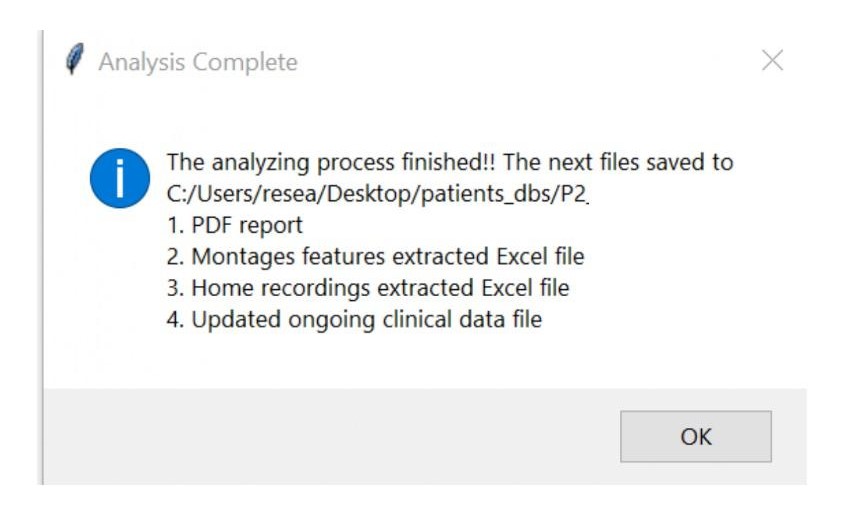 Analysis Complete
The analyzing process finished!! The next files saved to
C:/Users/resea/Desktop/patients_dbs/P2_
1. PDF report
2. Montages features extracted Excel file
3. Home recordings extracted Excel file
4. Updated ongoing clinical data file
OK